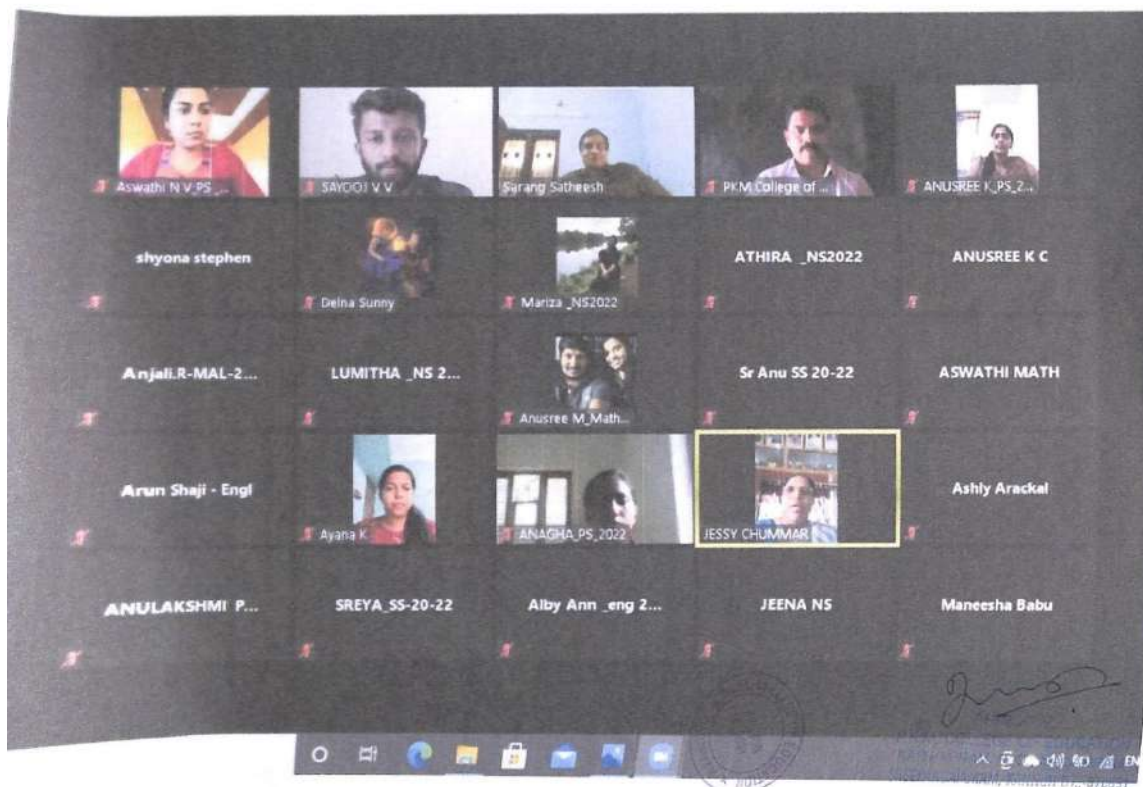 Aswathi N V_PS_...
SAYOOJ V V
Sarang Satheesh
PKM College of ...
ANUSREE K_PS_2...
shyona stephen
Delna Sunny
Mariza _NS2022
ATHIRA _NS2022
ANUSREE K C
Anjali.R-MAL-2...
LUMITHA _NS 2...
Anusree M_Math...
Sr Anu SS 20-22
ASWATHI MATH
Arun Shaji - Engl
Ayana K
ANAGHA_PS_2022
JESSY CHUMMAR
Ashly Arackal
ANULAKSHMI P...
SREYA_SS-20-22
Alby Ann _eng 2...
JEENA NS
Maneesha Babu
EN